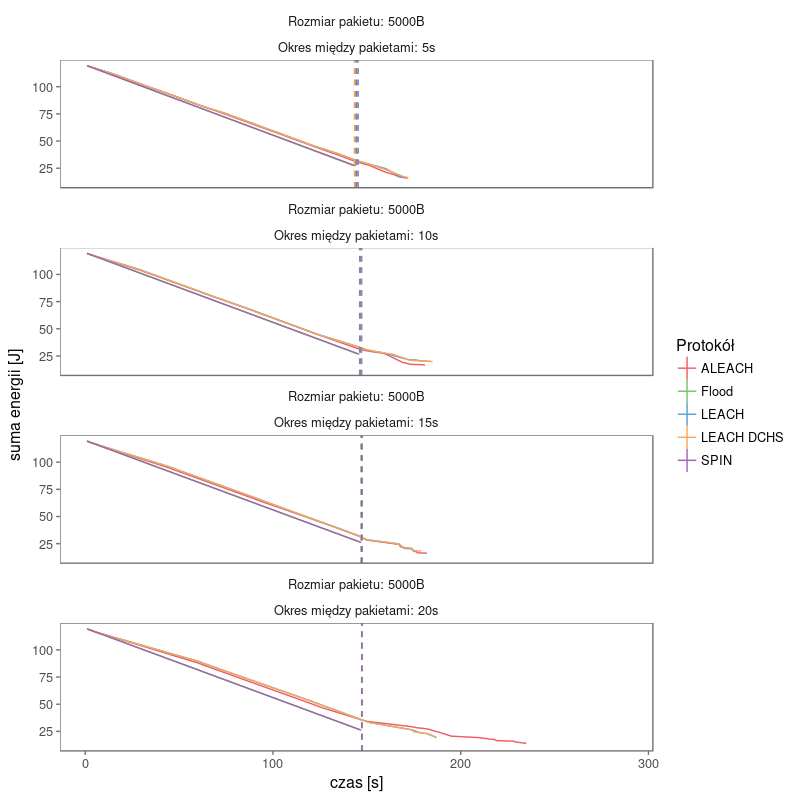 Rozmiar pakietu: 5000B
Okres między pakietami: 5s
100
75
50
25
Rozmiar pakietu: 5000B
Okres między pakietami: 10s
100
75
50
25
Rozmiar pakietu: 5000B
Okres między pakietami: 15s
100
75
50
25
Rozmiar pakietu: 5000B
Okres między pakietami: 20s
100
75
50
25
0 100 200 300
czas [s]
suma energii [J]
Protokół
ALEACH
Flood
LEACH
LEACH DCHS
SPIN